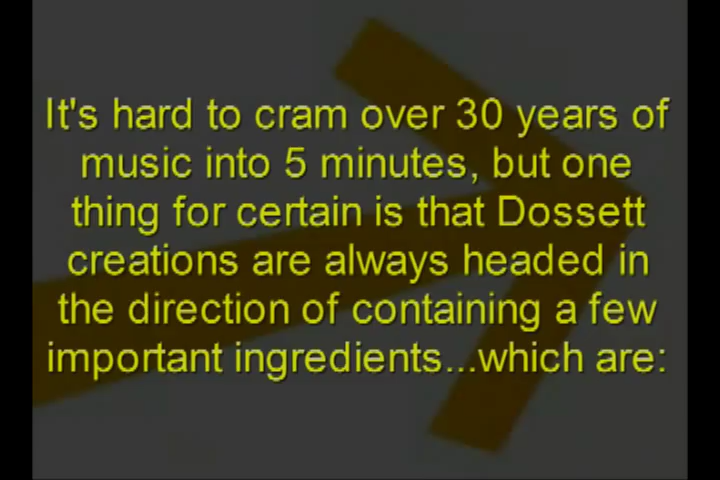 It's hard to cram over 30 years of
music into 5 minutes, but one
thing for certain is that Dossett
creations are always headed in
the direction of containing a few
important ingredients...which are: